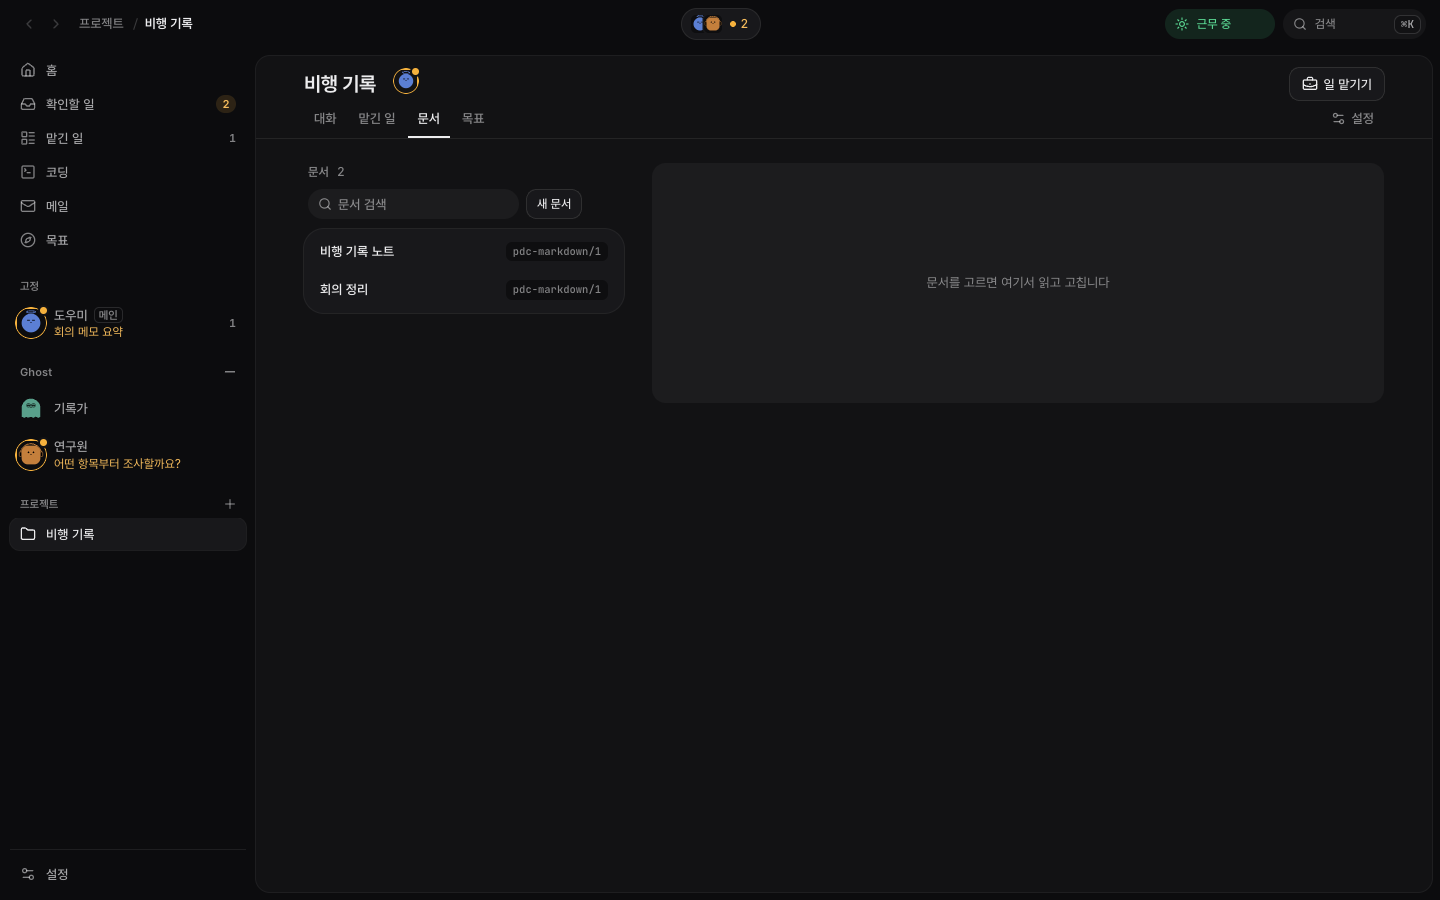 프로젝트 / 비행 기록
2
근무 중
검색 ⌘K
홈
확인할 일 2
맡긴 일 1
코딩
메일
목표
고정
도우미 메인
회의 메모 요약
1
Ghost
기록가
연구원
어떤 항목부터 조사할까요?
프로젝트
비행 기록
설정
비행 기록
일 맡기기
대화 맡긴 일 문서 목표
설정
문서 2
문서 검색
새 문서
비행 기록 노트 pdc-markdown/1
회의 정리 pdc-markdown/1
문서를 고르면 여기서 읽고 고칩니다